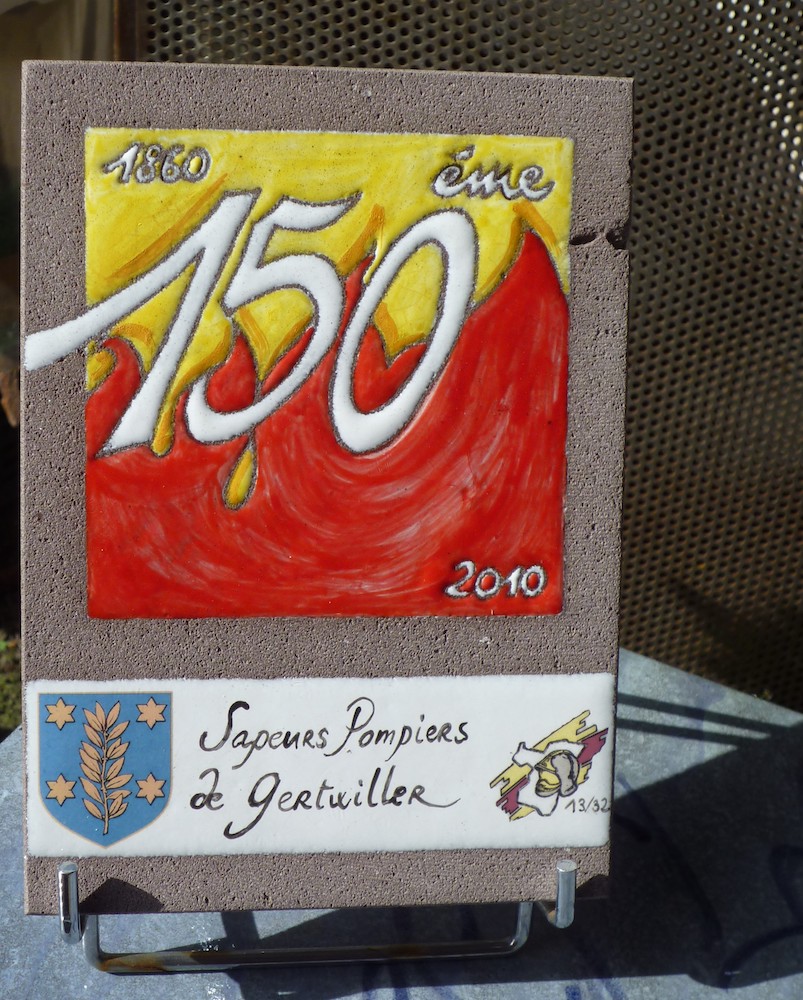 1860
150
ème
2010
Sapeurs Pompiers
de Gertwiller
13/32